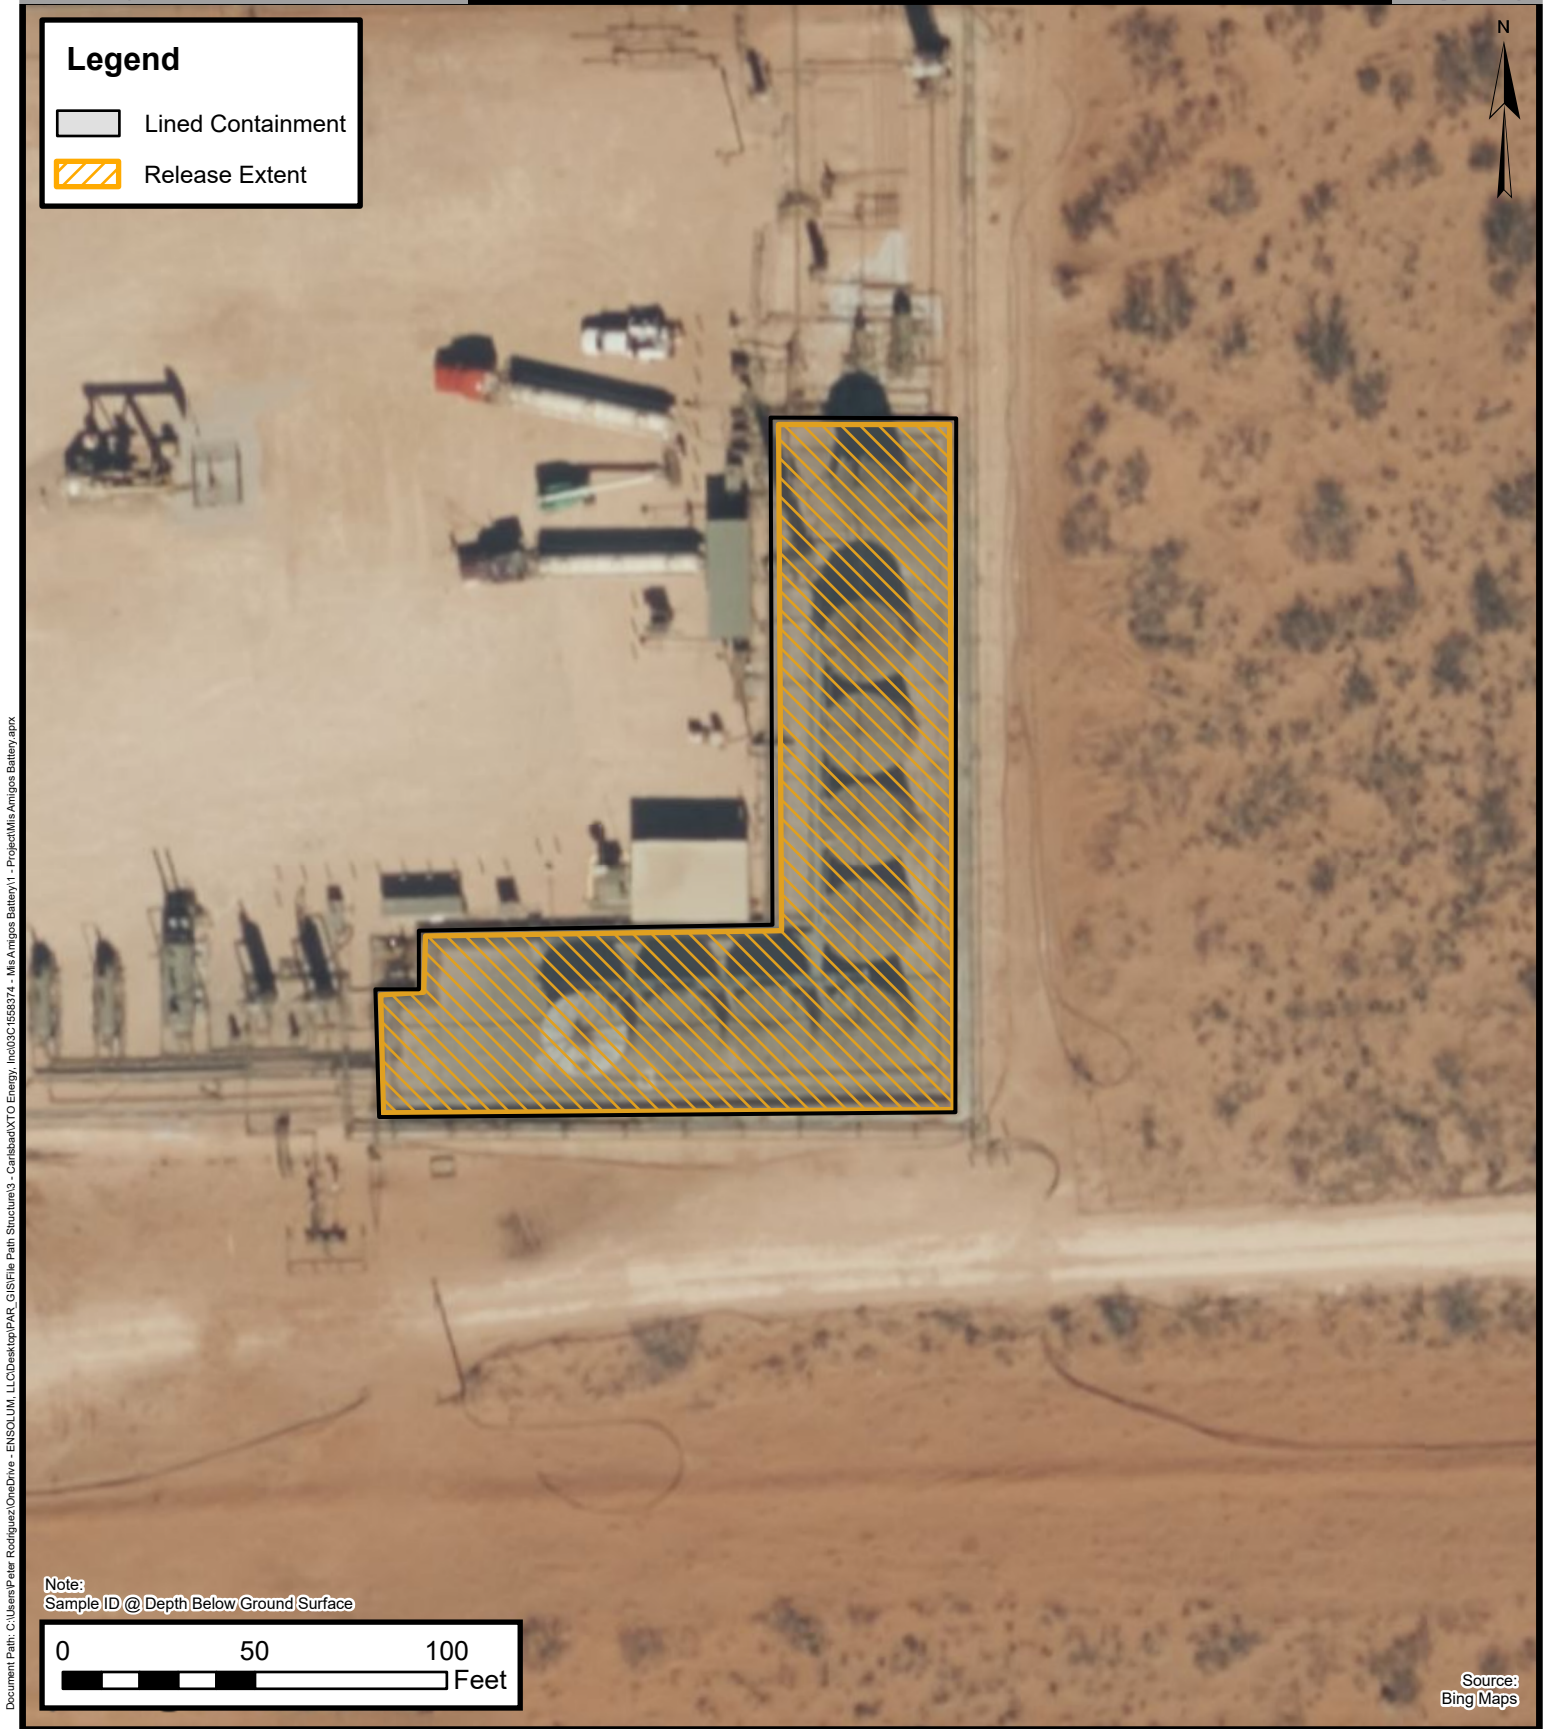 Legend
Lined Containment
Release Extent
N
Document Path: C:\Users\Peter Rodriguez\OneDrive - ENSOLUM, LLC\Desktop\PAR_GIS\File Path Structure\3 - Carlsbad\XTO Energy, Inc\03C1558374 - Mis Amigos Battery\1 - Project\Mis Amigos Battery.aprx
Note:
Sample ID @ Depth Below Ground Surface
0 50 100
Feet
Source:
Bing Maps